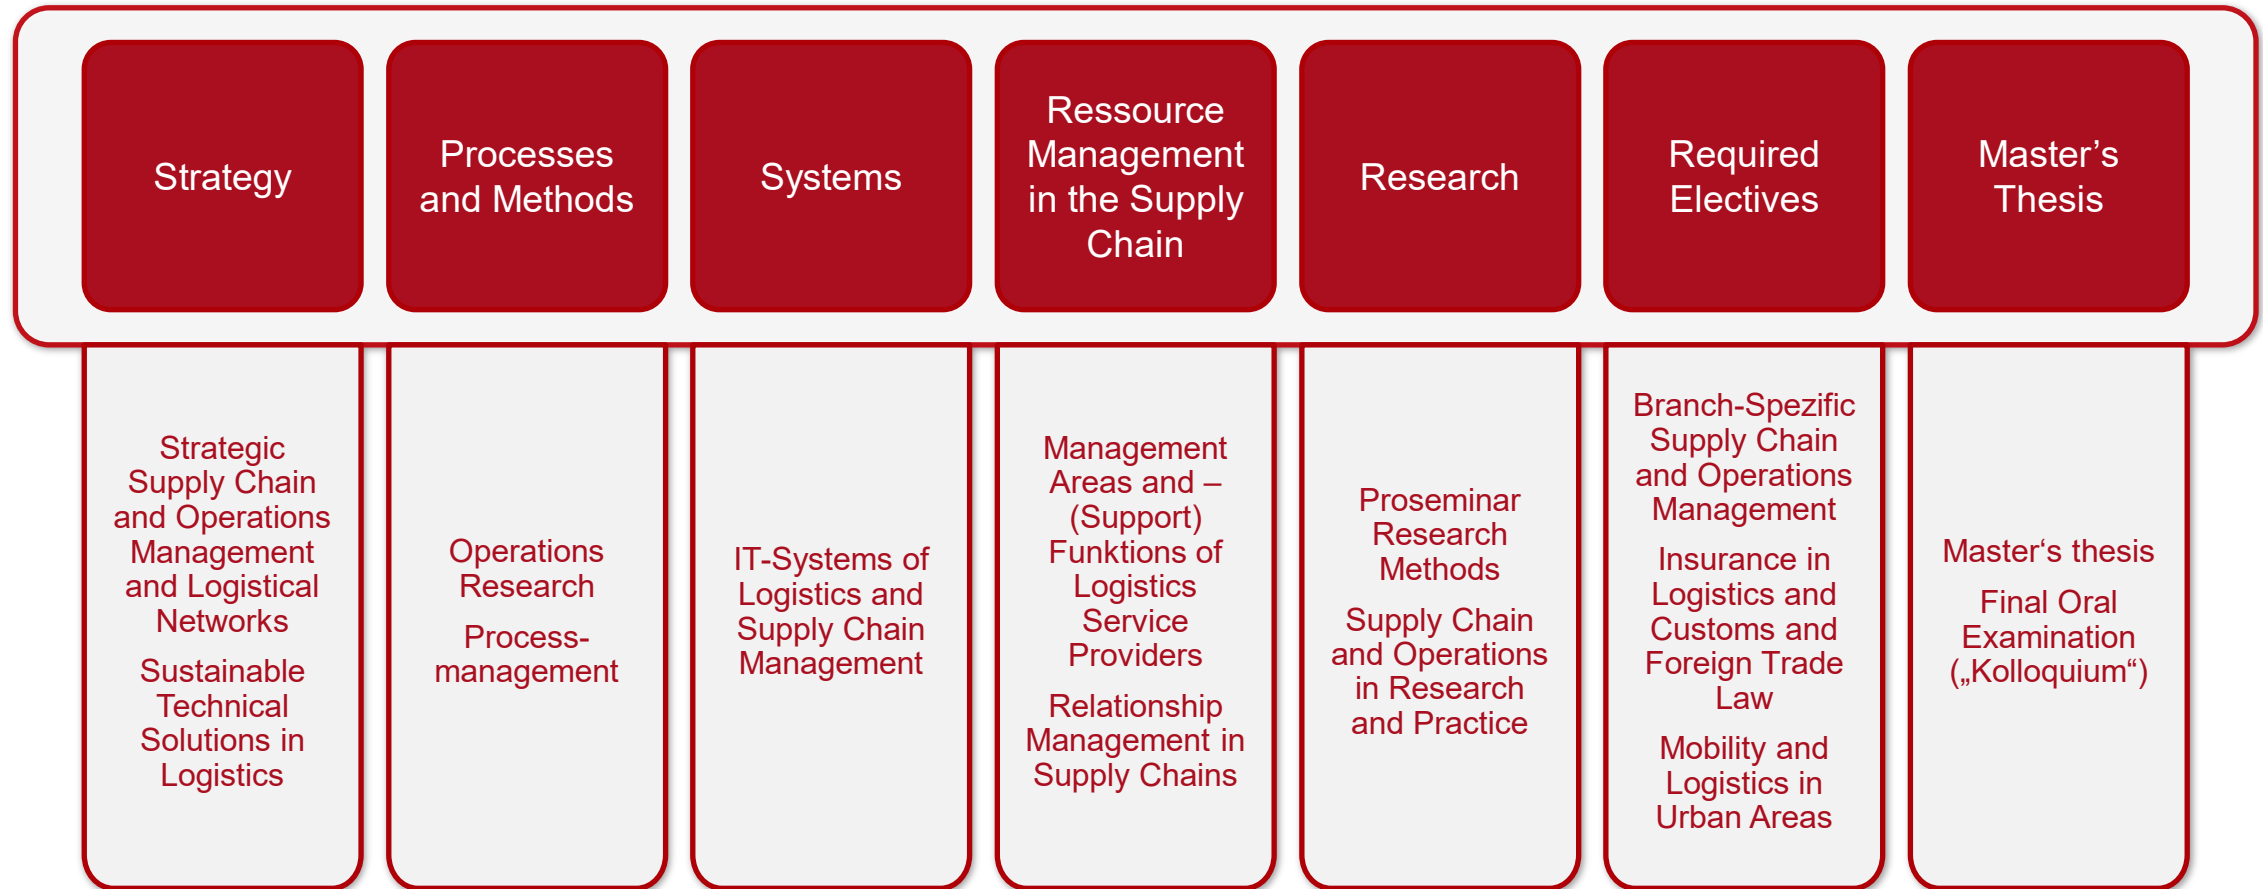 Strategy
Processes
and Methods
Systems
Ressource
Management
in the Supply
Chain
Research
Required
Electives
Master’s
Thesis
Strategic
Supply Chain
and Operations
Management
and Logistical
Networks
Sustainable
Technical
Solutions in
Logistics
Operations
Research
Process-
management
IT-Systems of
Logistics and
Supply Chain
Management
Management
Areas and –
(Support)
Funktions of
Logistics
Service
Providers
Relationship
Management in
Supply Chains
Proseminar
Research
Methods
Supply Chain
and Operations
in Research
and Practice
Branch-Spezific
Supply Chain
and Operations
Management
Insurance in
Logistics and
Customs and
Foreign Trade
Law
Mobility and
Logistics in
Urban Areas
Master‘s thesis
Final Oral
Examination
(„Kolloquium“)